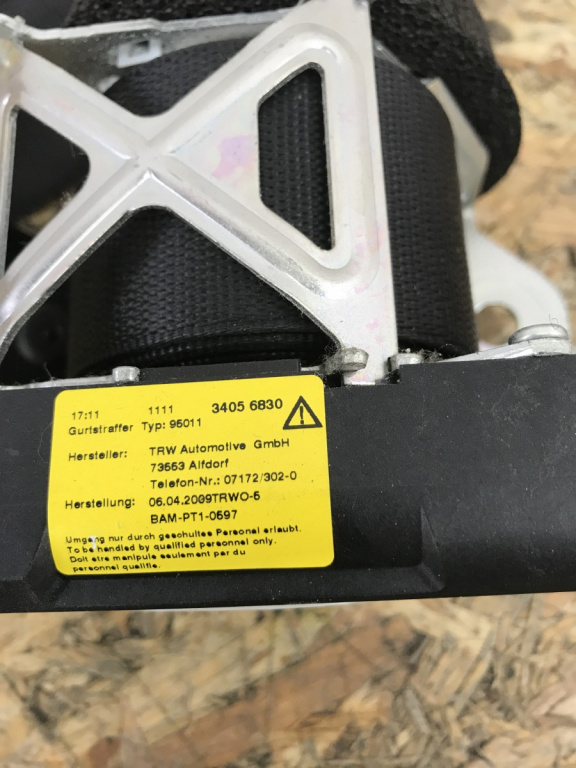 17:11 1111 3405 6830
Gurtstraffer Typ: 95011
Hersteller: TRW Automotive GmbH
73553 Alfdorf
Telefon-Nr.: 07172/302-0
Herstellung: 06.04.2009TRWO-5
BAM-PT1-0597
Umgang nur durch geschultes Personal erlaubt.
To be handled by qualified personnel only.
Doit etre manipule seulement par du
personnel qualifie.